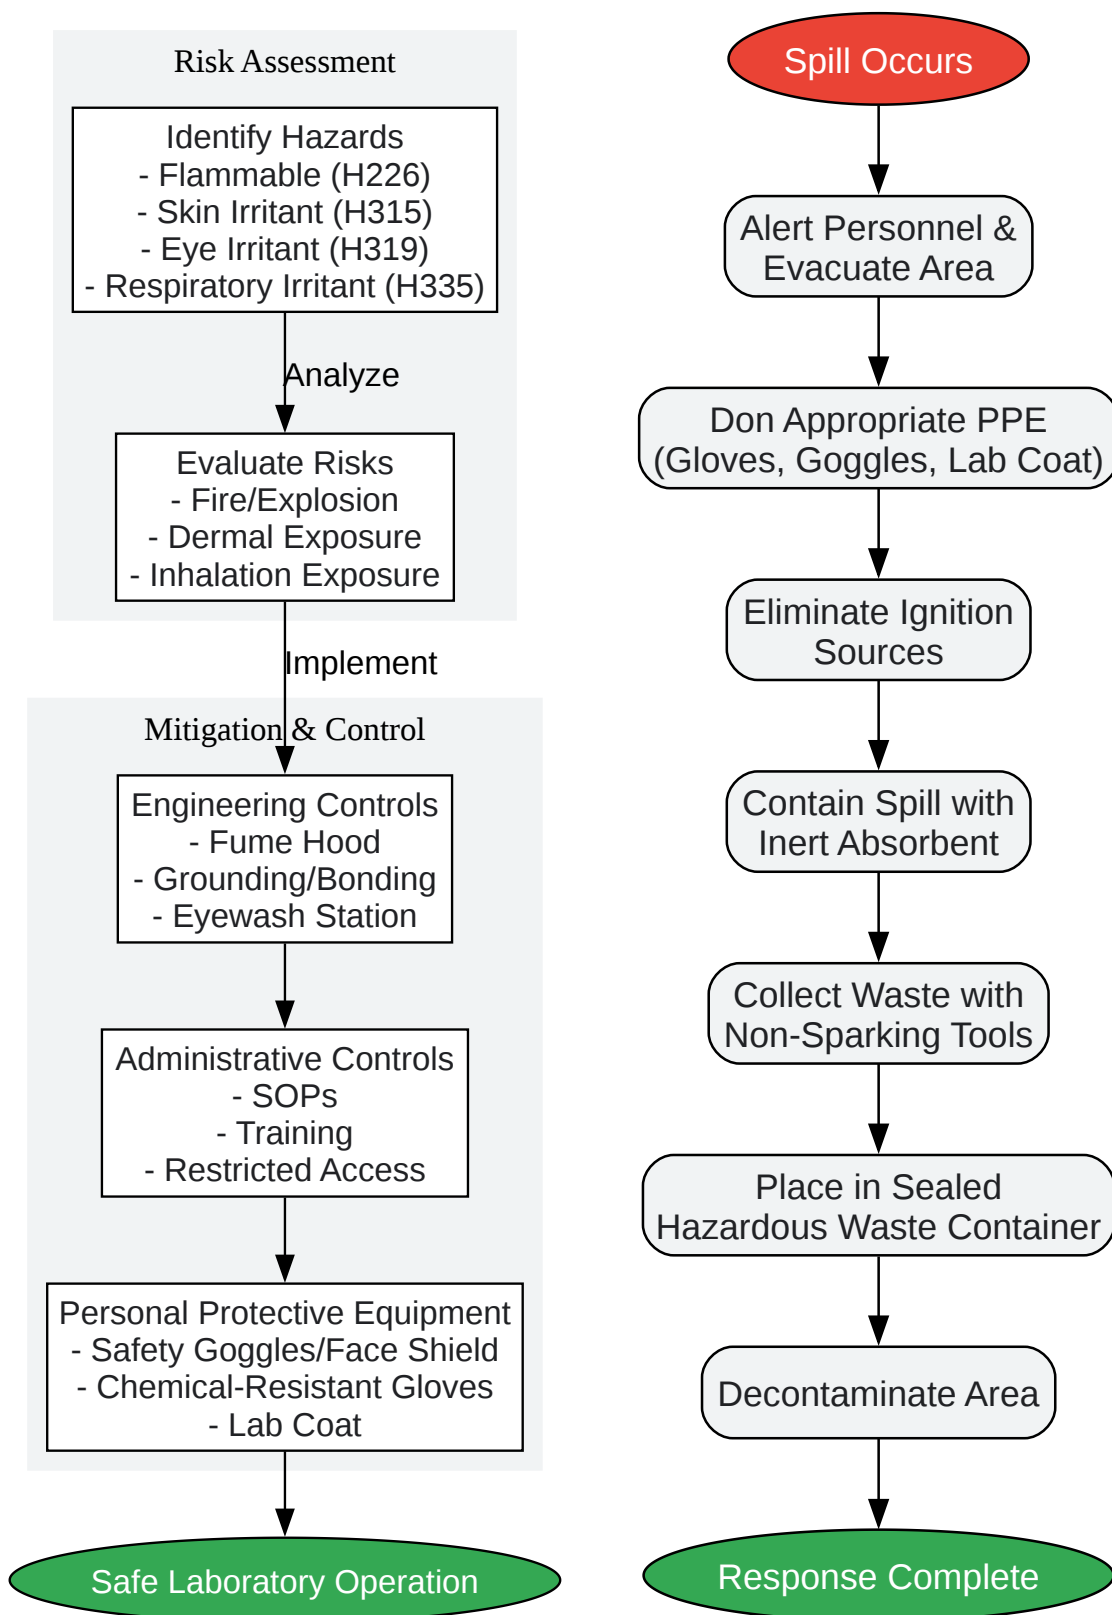 Risk Assessment
Identify Hazards
- Flammable (H226)
- Skin Irritant (H315)
- Eye Irritant (H319)
- Respiratory Irritant (H335)
Analyze
Evaluate Risks
- Fire/Explosion
- Dermal Exposure
- Inhalation Exposure
Implement
Mitigation & Control
Engineering Controls
- Fume Hood
- Grounding/Bonding
- Eyewash Station
Administrative Controls
- SOPs
- Training
- Restricted Access
Personal Protective Equipment
- Safety Goggles/Face Shield
- Chemical-Resistant Gloves
- Lab Coat
Safe Laboratory Operation
Spill Occurs
Alert Personnel &
Evacuate Area
Don Appropriate PPE
(Gloves, Goggles, Lab Coat)
Eliminate Ignition
Sources
Contain Spill with
Inert Absorbent
Collect Waste with
Non-Sparking Tools
Place in Sealed
Hazardous Waste Container
Decontaminate Area
Response Complete